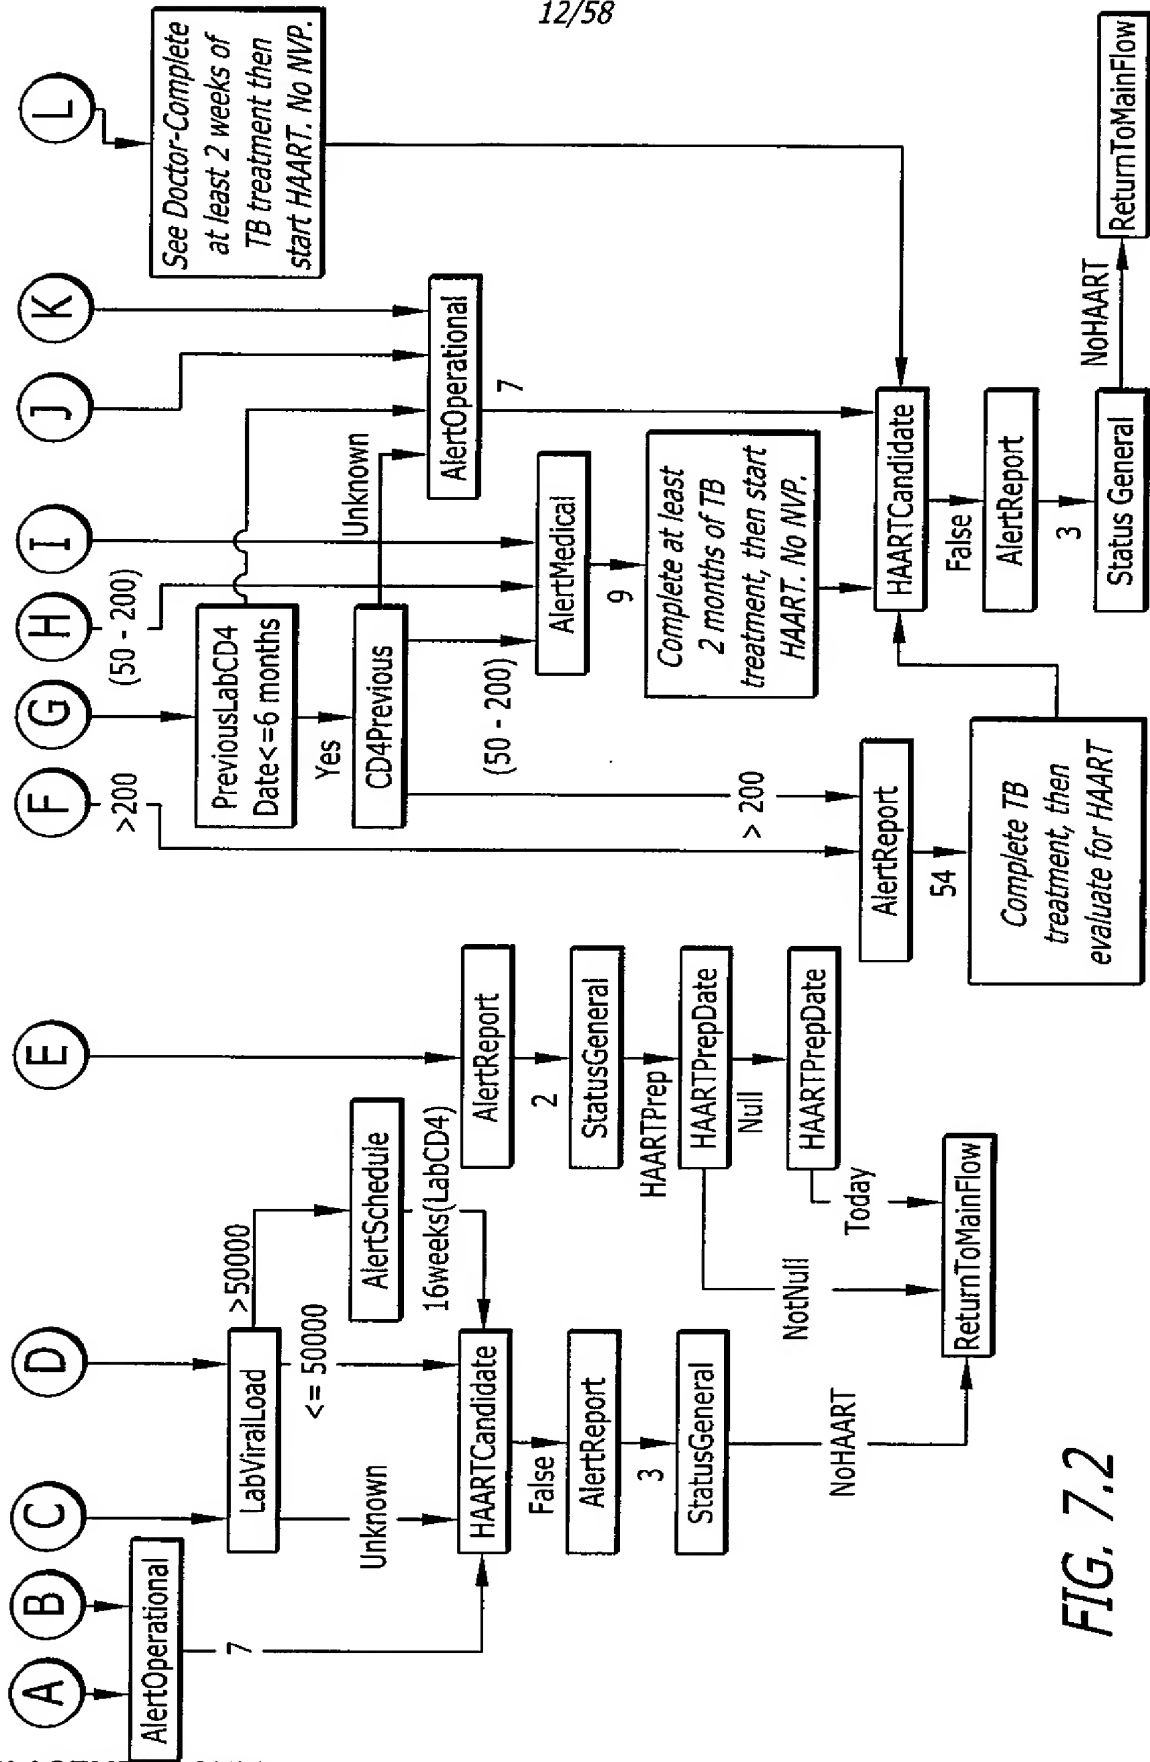 12/58
A
B
C
D
E
F
G
H
I
J
K
L
AlertOperational
7
LabViralLoad
>50000
<= 50000
Unknown
AlertSchedule
16weeks(LabCD4)
HAARTCandidate
False
AlertReport
3
StatusGeneral
NoHAART
AlertReport
2
StatusGeneral
HAARTPrep
HAARTPrepDate
Null
HAARTPrepDate
NotNull
Today
ReturnToMainFlow
>200
PreviousLabCD4
Date<=6 months
Yes
CD4Previous
Unknown
(50 - 200)
(50 - 200)
> 200
AlertReport
54
Complete TB
treatment, then
evaluate for HAART
AlertOperational
7
AlertMedical
9
Complete at least
2 months of TB
treatment, then start
HAART. No NVP.
See Doctor-Complete
at least 2 weeks of
TB treatment then
start HAART. No NVP.
HAARTCandidate
False
AlertReport
3
Status General
NoHAART
ReturnToMainFlow
FIG. 7.2